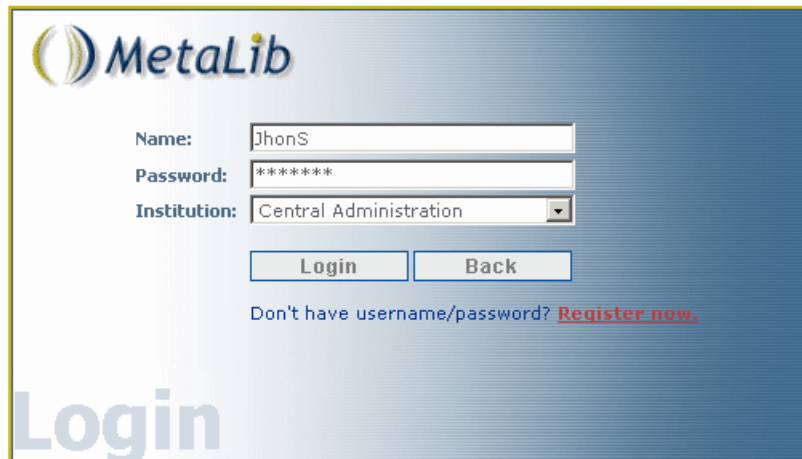 MetaLib
Name: JhonS
Password: *******
Institution: Central Administration
Login Back
Don't have username/password? Register now.
Login